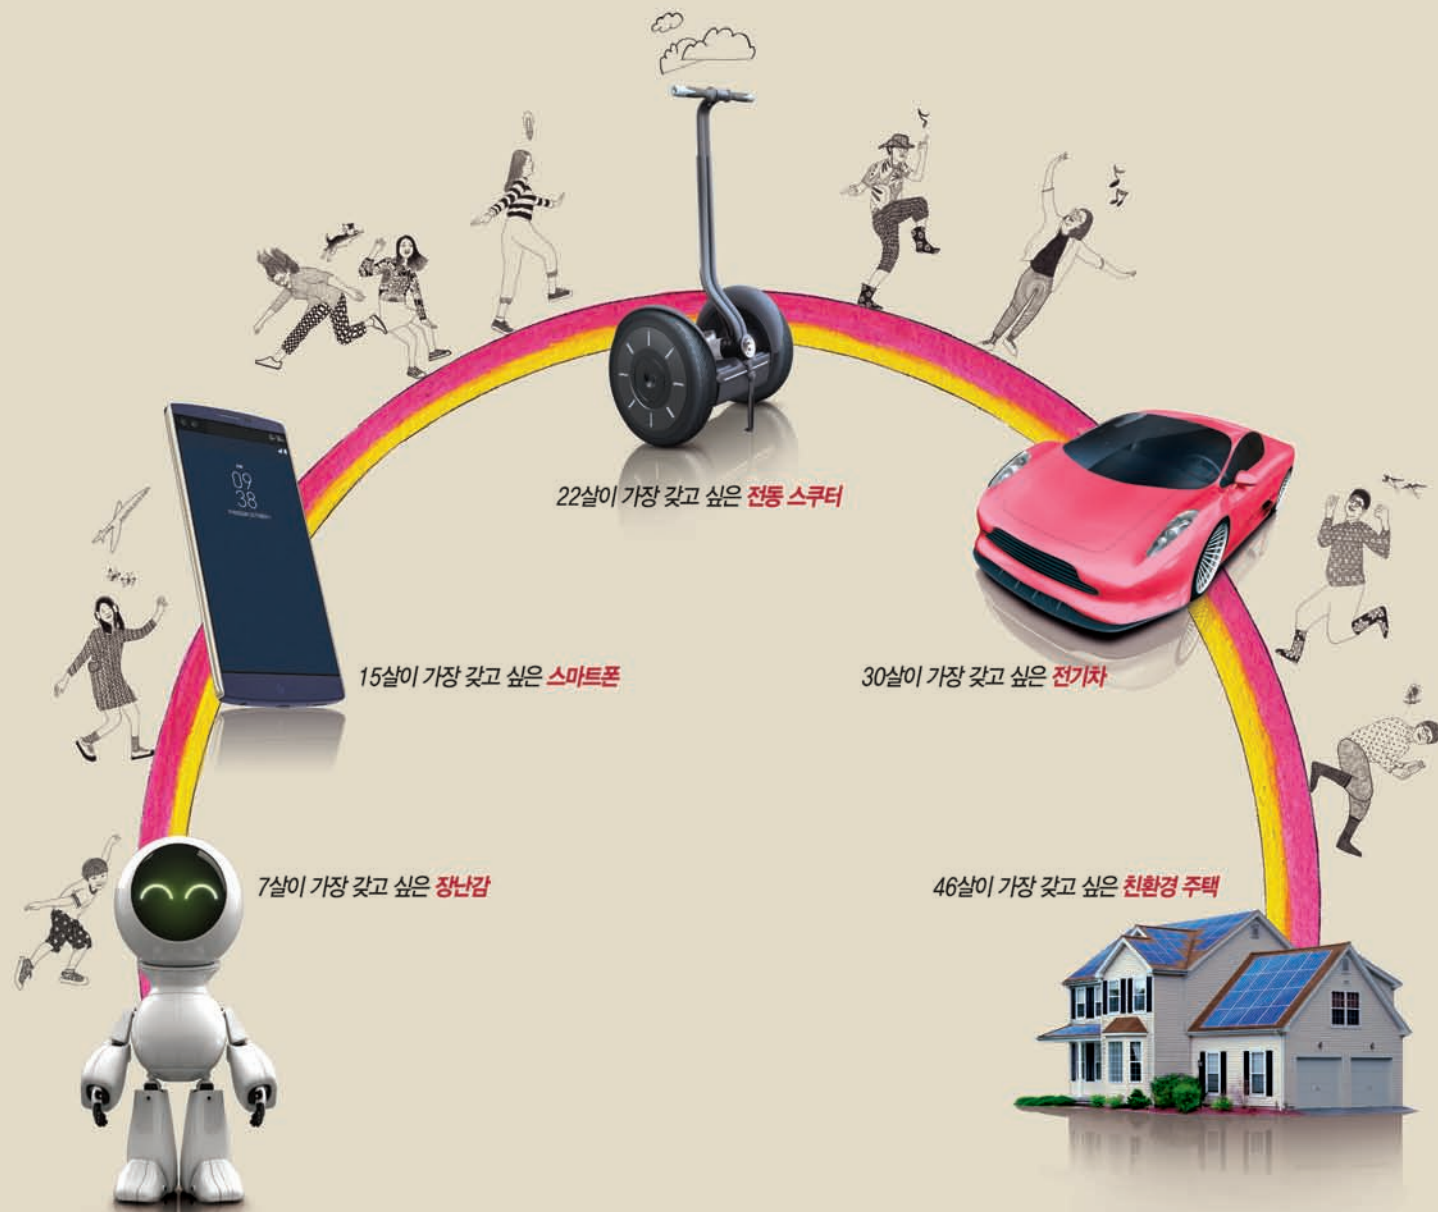 22살이 가장 갖고 싶은 전동 스쿠터
09
38
15살이 가장 갖고 싶은 스마트폰
30살이 가장 갖고 싶은 전기차
7살이 가장 갖고 싶은 장난감
46살이 가장 갖고 싶은 친환경 주택